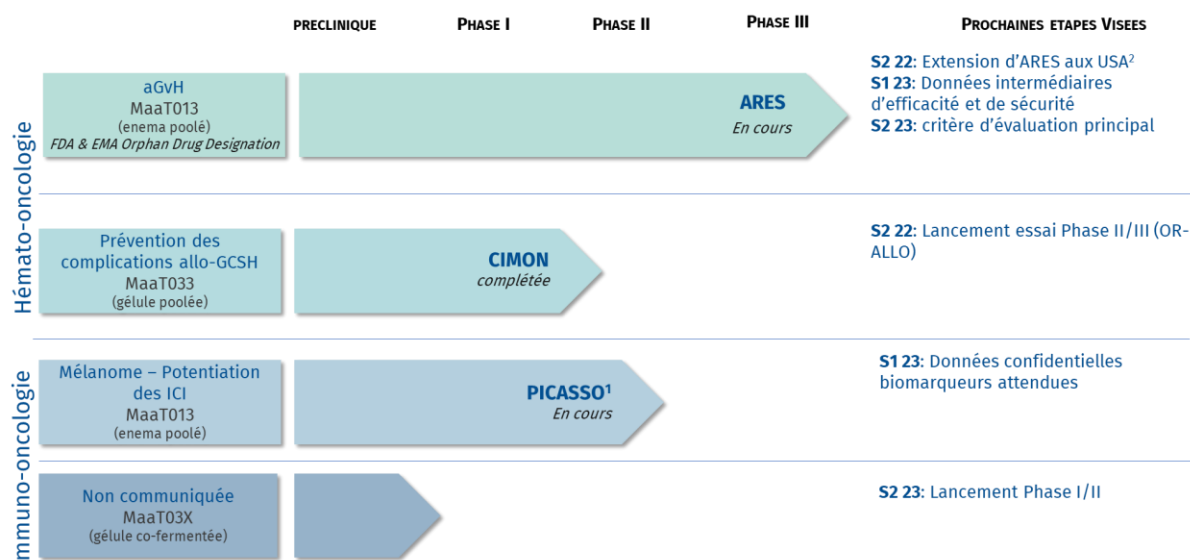 PRECLINIQUE PHASE I PHASE II PHASE III PROCHAINES ETAPES VISEES
Hémato-oncologie
aGvH
MaaT013
(enema poolé)
FDA & EMA Orphan Drug Designation
ARES
En cours
S2 22: Extension d'ARES aux USA²
S1 23: Données intermédiaires
d'efficacité et de sécurité
S2 23: critère d'évaluation principal
Prévention des
complications allo-GCSH
MaaT033
(gélule poolée)
CIMON
complétée
S2 22: Lancement essai Phase II/III (OR-
ALLO)
mmuno-oncologie
Mélanome – Potentiation
des ICI
MaaT013
(enema poolé)
PICASSO¹
En cours
S1 23: Données confidentielles
biomarqueurs attendues
Non communiquée
MaaT03X
(gélule co-fermentée)
S2 23: Lancement Phase I/II